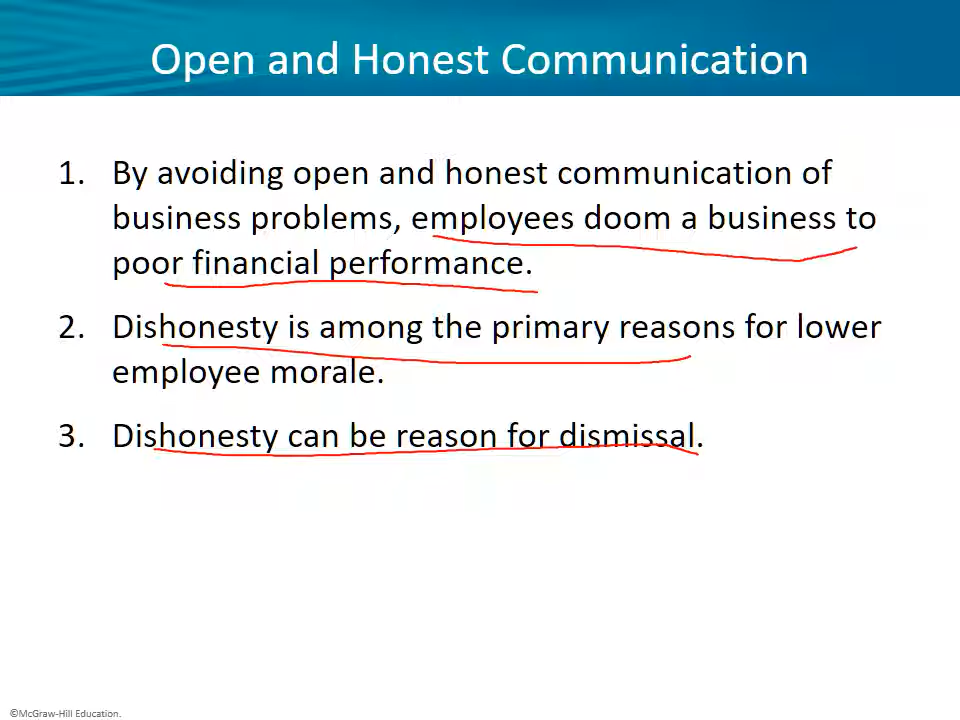 Open and Honest Communication
1. By avoiding open and honest communication of
business problems, employees doom a business to
poor financial performance.
2. Dishonesty is among the primary reasons for lower
employee morale.
3. Dishonesty can be reason for dismissal.
©McGraw-Hill Education.